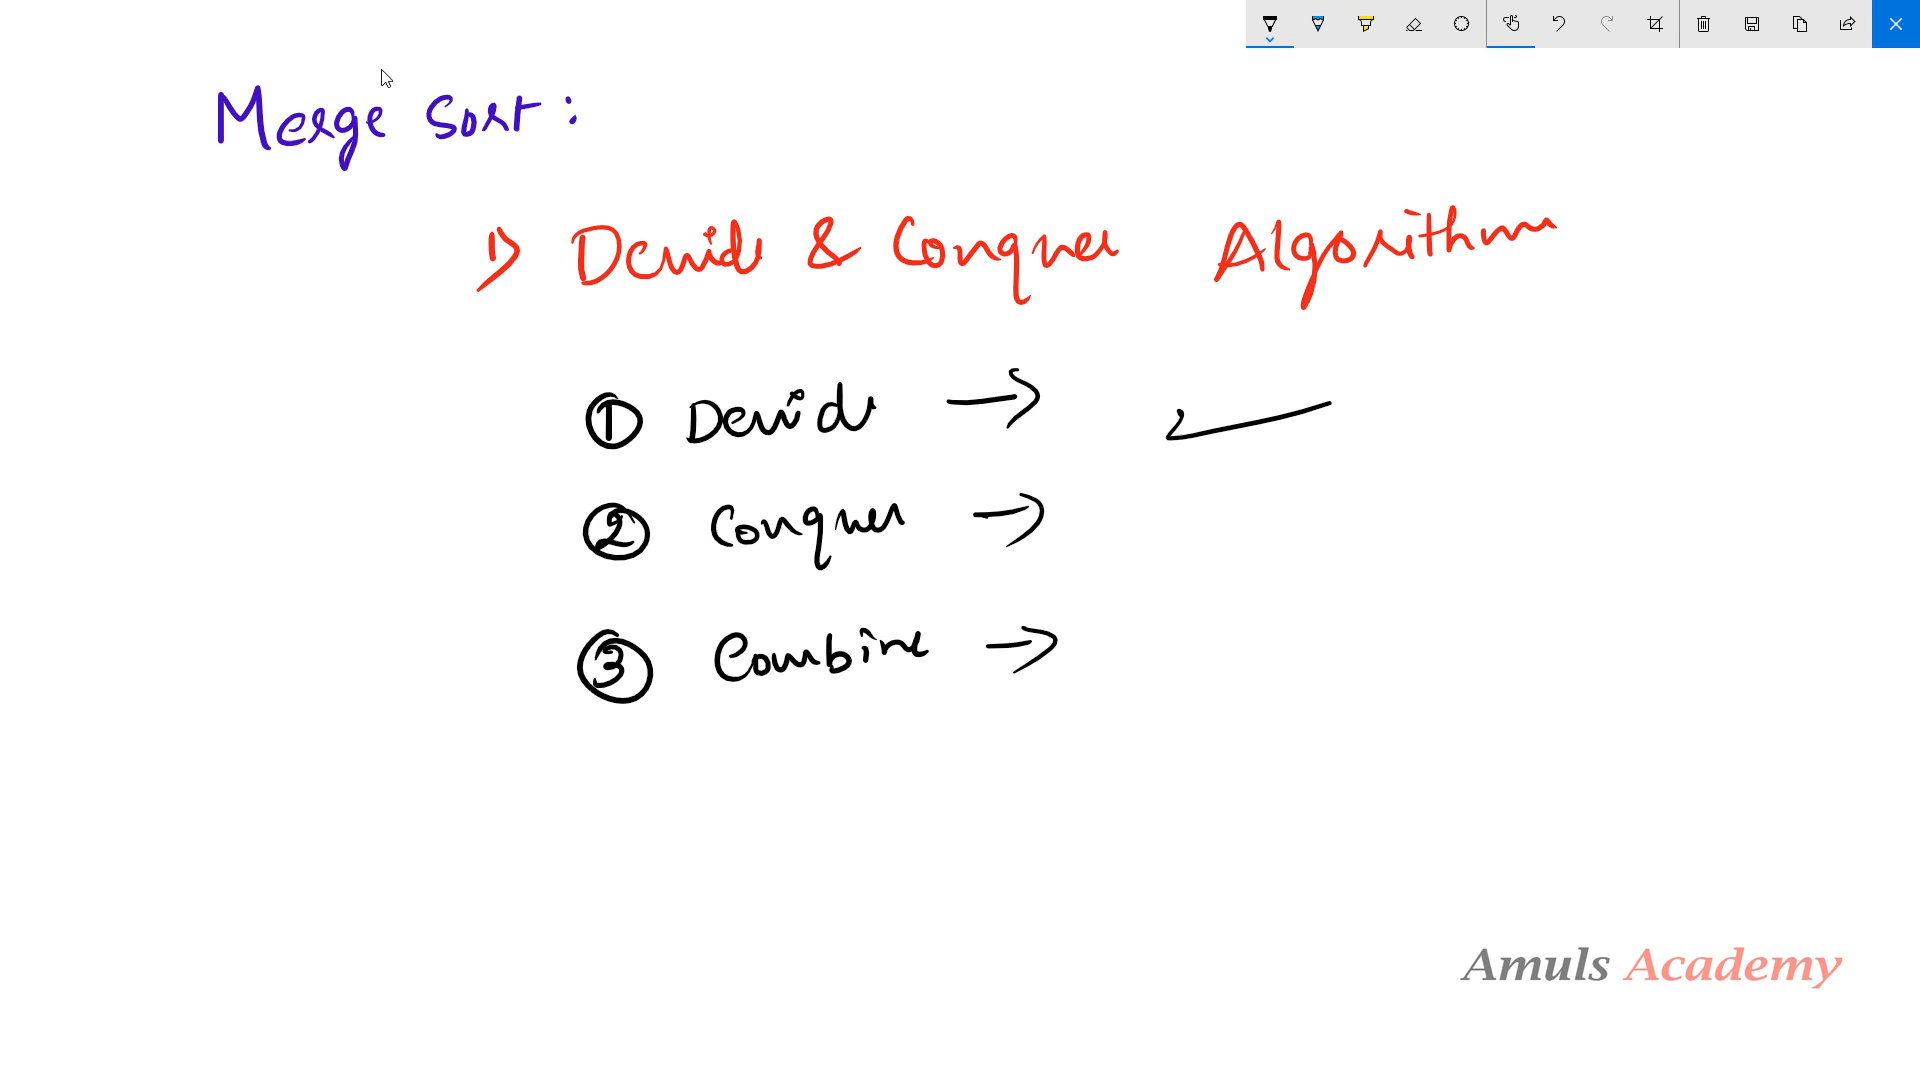 Merge Sort :
1) Devide & Conquer Algorithm
① Devide →
② Conquer →
③ Combine →
Amuls Academy